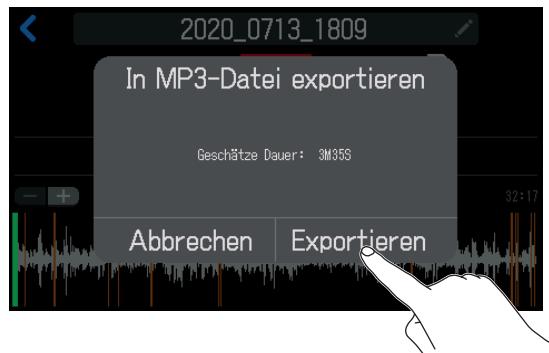 2020_0713_1809
In MP3-Datei exportieren
Geschätze Dauer: 3M35S
32:17
Abbrechen
Exportieren